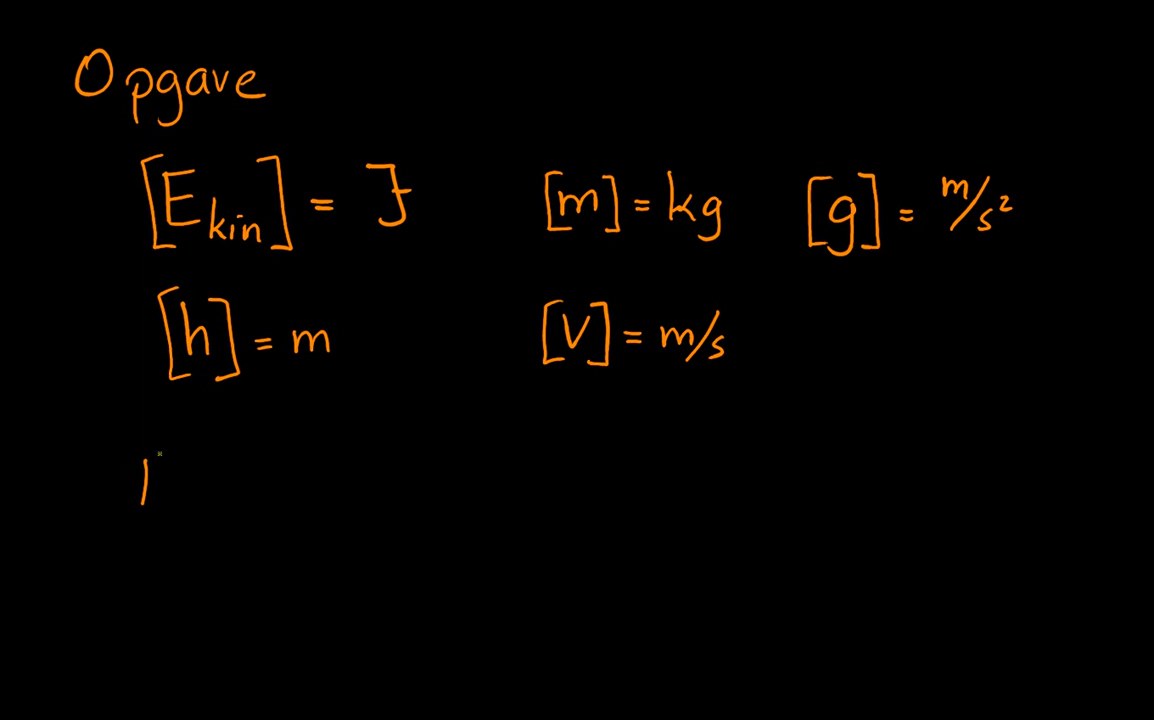 Opgave
[E_kin] = J [m] = kg [g] = m/s²
[h] = m [v] = m/s